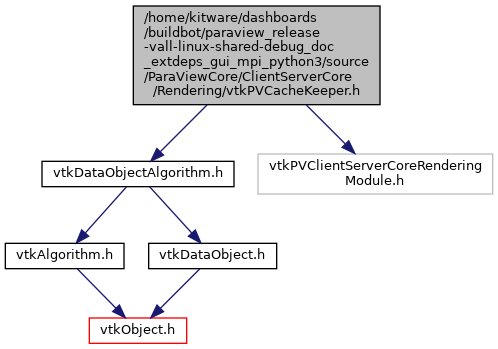 /home/kitware/dashboards
/buildbot/paraview_release
-vall-linux-shared-debug_doc
_extdeps_gui_mpi_python3/source
/ParaViewCore/ClientServerCore
/Rendering/vtkPVCacheKeeper.h
vtkDataObjectAlgorithm.h
vtkPVClientServerCoreRendering
Module.h
vtkAlgorithm.h
vtkDataObject.h
vtkObject.h